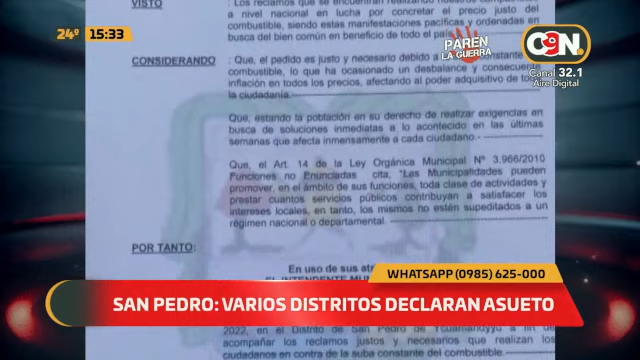 24º 15:33
VISTO
: Los reclamos que se encuentran realizando
a nivel nacional en lucha por concretar el precio justo del
combustible, siendo estas manifestaciones pacíficas y ordenadas en
busca del bien común en beneficio de todo el país
PAREN
LA GUERRA
C9N
Canal 32.1
Aire Digital
CONSIDERANDO
: Que, el pedido es justo y necesario debido a constante
combustible, lo que ha ocasionado un desbalance y consecuente
inflación en todos los precios, afectando al poder adquisitivo de toda
la ciudadanía.
Que, estando la población en su derecho de realizar exigencias en
busca de soluciones inmediatas a lo acontecido en las últimas
semanas que afecta inmensamente a cada ciudadano.
Que, el Art. 14 de la Ley Orgánica Municipal Nº 3.966/2010
Funciones no Enunciadas cita, "Las Municipalidades pueden
promover, en el ámbito de sus funciones, toda clase de actividades y
prestar cuantos servicios públicos contribuyan a satisfacer los
intereses locales, en tanto, los mismos no estén supeditados a un
régimen nacional o departamental.
POR TANTO:
En uso de sus
EL INTENDENTE
WHATSAPP (0985) 625-000
SAN PEDRO: VARIOS DISTRITOS DECLARAN ASUETO
2022, en el Distrito de San Pedro de Ycuamandyyu a fin de
acompañar los reclamos justos y necesarios que realizan los
ciudadanos en contra de la suba constante del combustible.